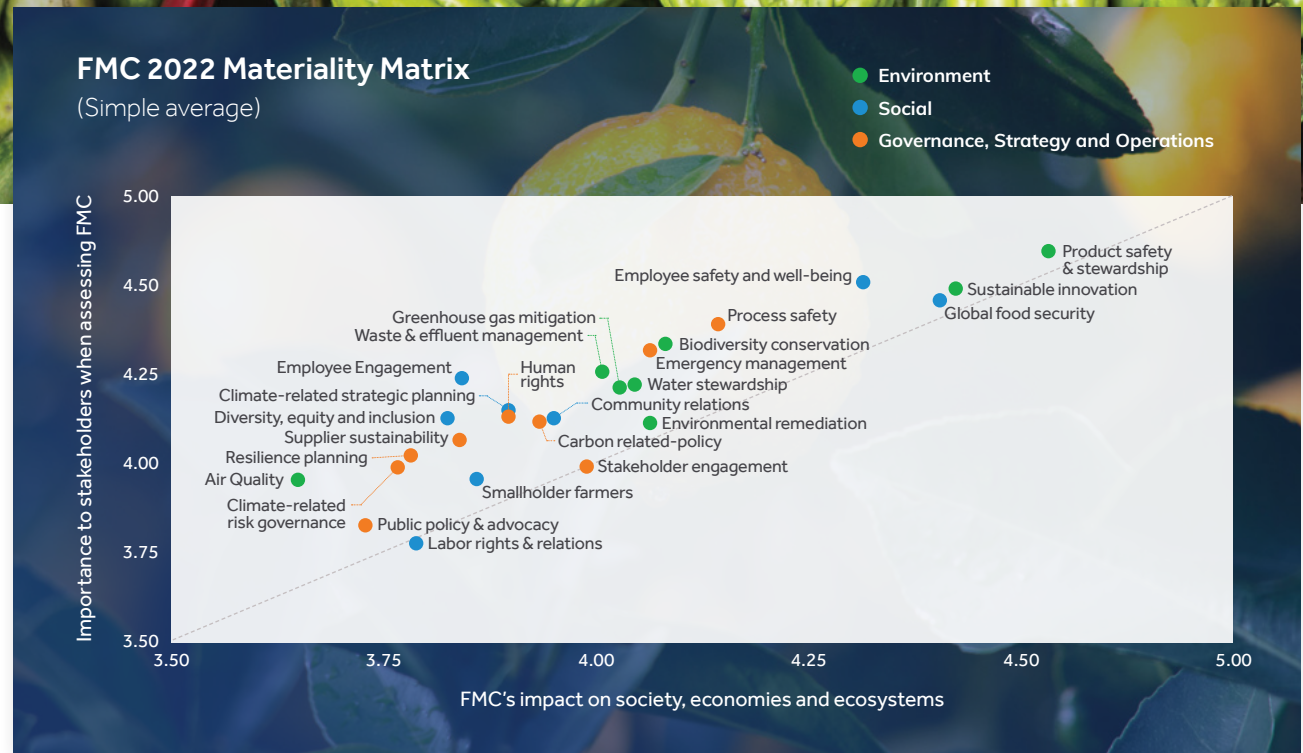 FMC 2022 Materiality Matrix
(Simple average)
Environment
Social
Governance, Strategy and Operations
Importance to stakeholders when assessing FMC
5.00
4.50
4.25
4.00
3.75
3.50
Product safety
& stewardship
Employee safety and well-being
Sustainable innovation
Global food security
Greenhouse gas mitigation
Process safety
Waste & effluent management
Biodiversity conservation
Emergency management
Employee Engagement
Human
rights
Water stewardship
Climate-related strategic planning
Community relations
Diversity, equity and inclusion
Environmental remediation
Supplier sustainability
Carbon related-policy
Resilience planning
Stakeholder engagement
Air Quality
Smallholder farmers
Climate-related
risk governance
Public policy & advocacy
Labor rights & relations
3.50
3.75
4.00
4.25
4.50
5.00
FMC's impact on society, economies and ecosystems